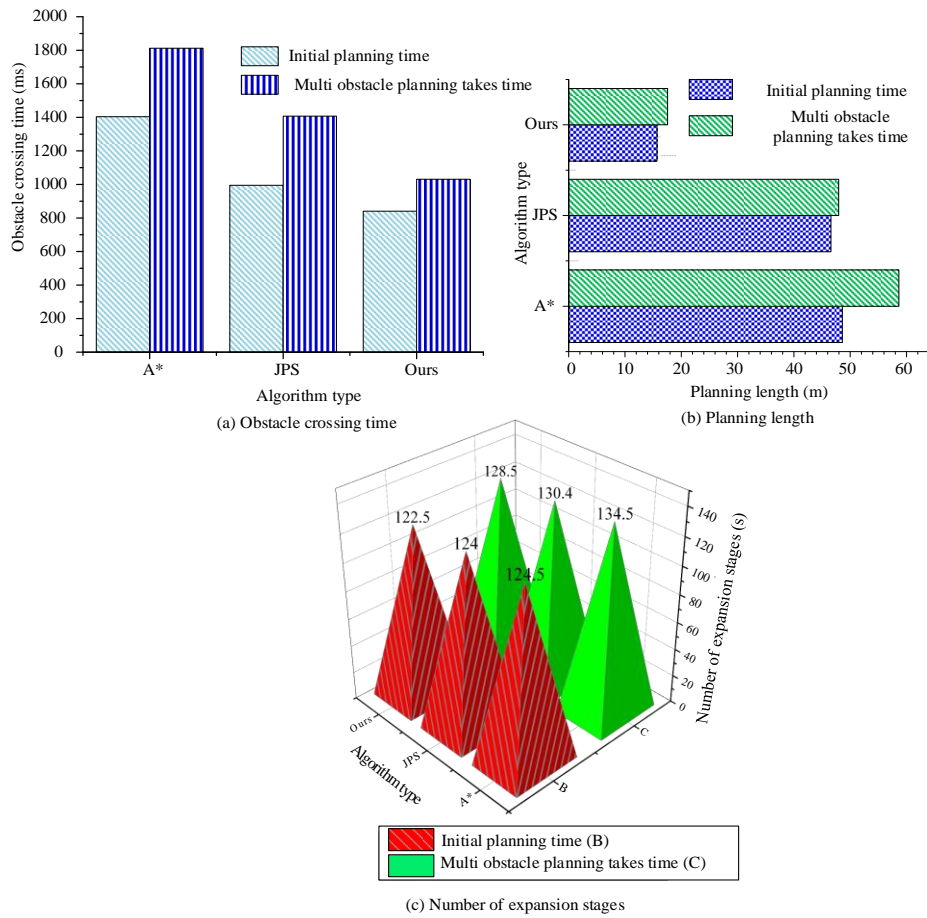 2000
1800
1600
1400
1200
1000
800
600
400
200
0
Obstacle crossing time (ms)
Initial planning time
Multi obstacle planning takes time
A*
JPS
Ours
Algorithm type
(a) Obstacle crossing time
Algorithm type
Ours
JPS
A*
Initial planning time
Multi obstacle
planning takes time
0 10 20 30 40 50 60
Planning length (m)
(b) Planning length
122.5
124
124.5
128.5
130.4
134.5
140
120
100
80
60
40
20
0
Number of expansion stages (s)
Ours
JPS
A*
Algorithm type
B
C
Initial planning time (B)
Multi obstacle planning takes time (C)
(c) Number of expansion stages